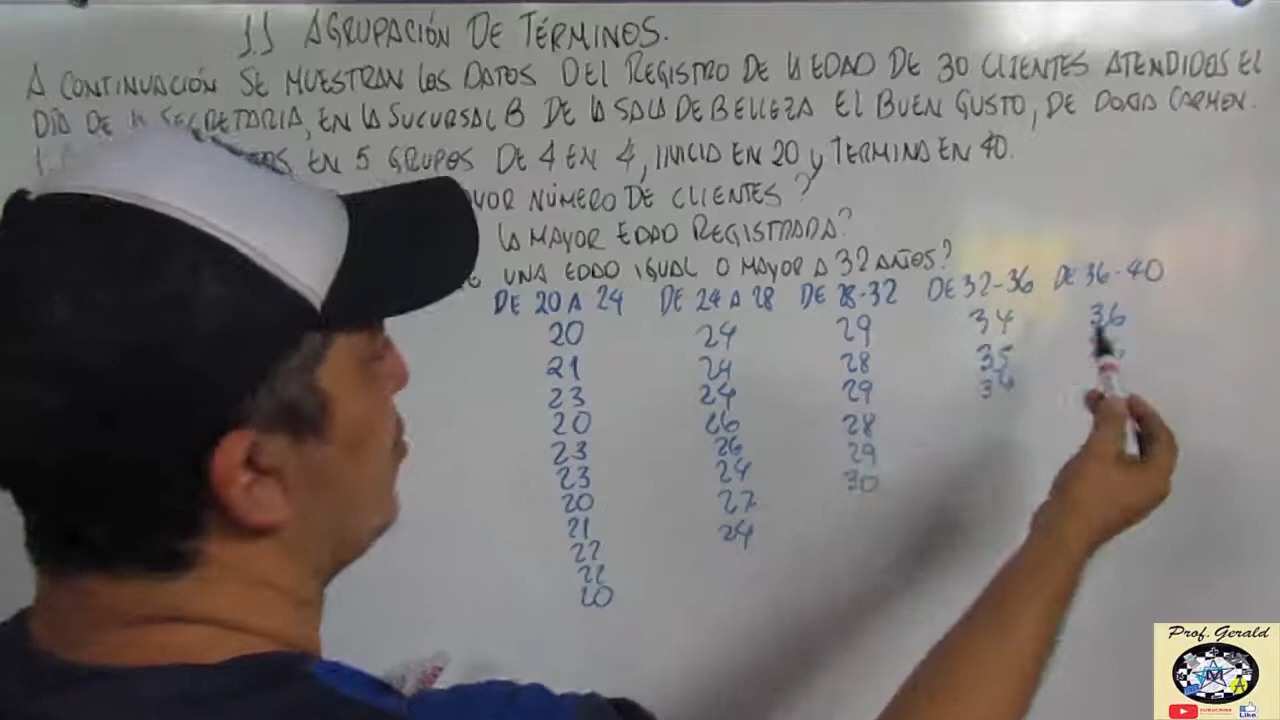 1.1 AGRUPACIÓN DE TÉRMINOS.
A CONTINUACIÓN SE MUESTRAN LOS DATOS DEL REGISTRO DE LA EDAD DE 30 CLIENTES ATENDIDOS EL
DÍA DE LA SECRETARIA, EN LA SUCURSAL B DE LA SALA DE BELLEZA EL BUEN GUSTO, DE DOÑA CARMEN.
EN 5 GRUPOS DE 4 EN 4, INICIA EN 20 y TERMINA EN 40.
NÚMERO DE CLIENTES?
LA MAYOR EDAD REGISTRADA?
UNA EDAD IGUAL O MAYOR A 32 AÑOS?
DE 20 A 24 DE 24 A 28 DE 28-32 DE 32-36 DE 36-40
20 24 29 34 36
21 24 28 35
23 24 29 34
20 26 28
23 26 29
23 24 30
20 27
21 24
22
22
20
Prof. Gerald
M
SUBSCRIBE
Like